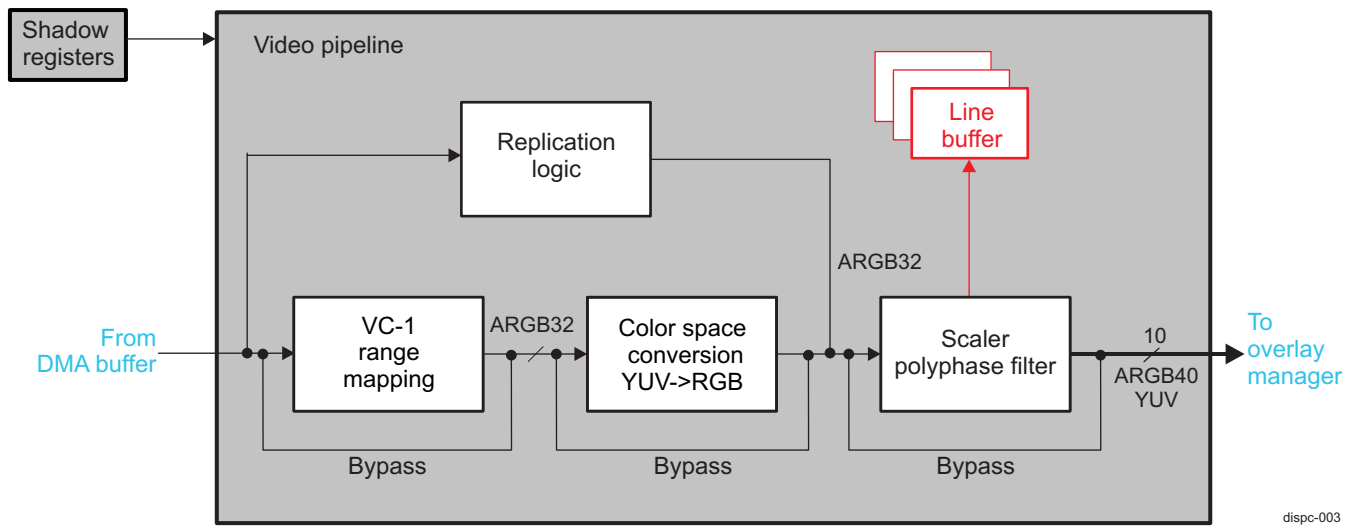 Shadow
registers
Video pipeline
Replication
logic
Line
buffer
ARGB32
From
DMA buffer
VC-1
range
mapping
ARGB32
Color space
conversion
YUV->RGB
Scaler
polyphase filter
10
ARGB40
YUV
To
overlay
manager
Bypass
Bypass
Bypass
dispc-003